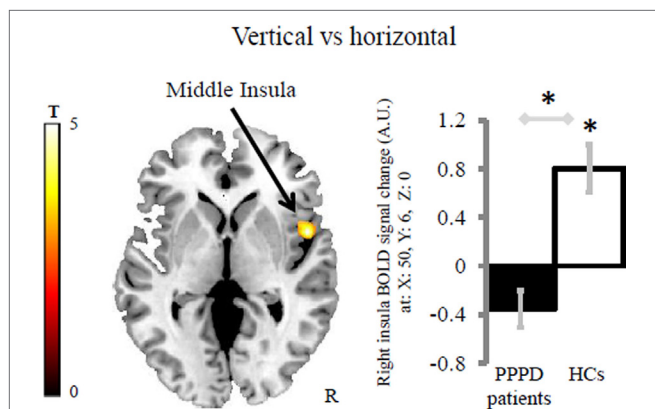 Vertical vs horizontal
Middle Insula
T
5
0
R
Right insula BOLD signal change (A.U.)
at: X: 50, Y: 6, Z: 0
1.2
0.8
0.4
0
-0.4
-0.8
*
*
PPPD
patients
HCs